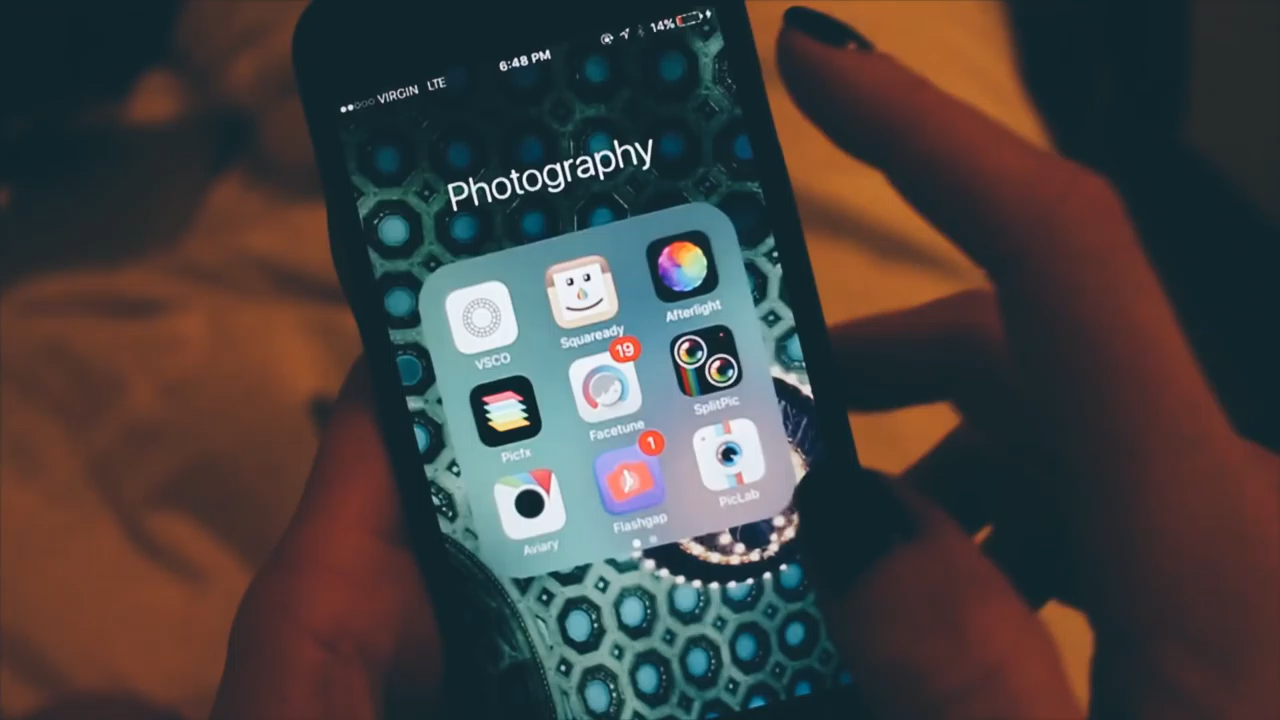 VIRGIN LTE 6:48 PM 14%
Photography
VSCO Squaready Afterlight
19
Picfx Facetune SplitPic
1
Aviary Flashgap PicLab